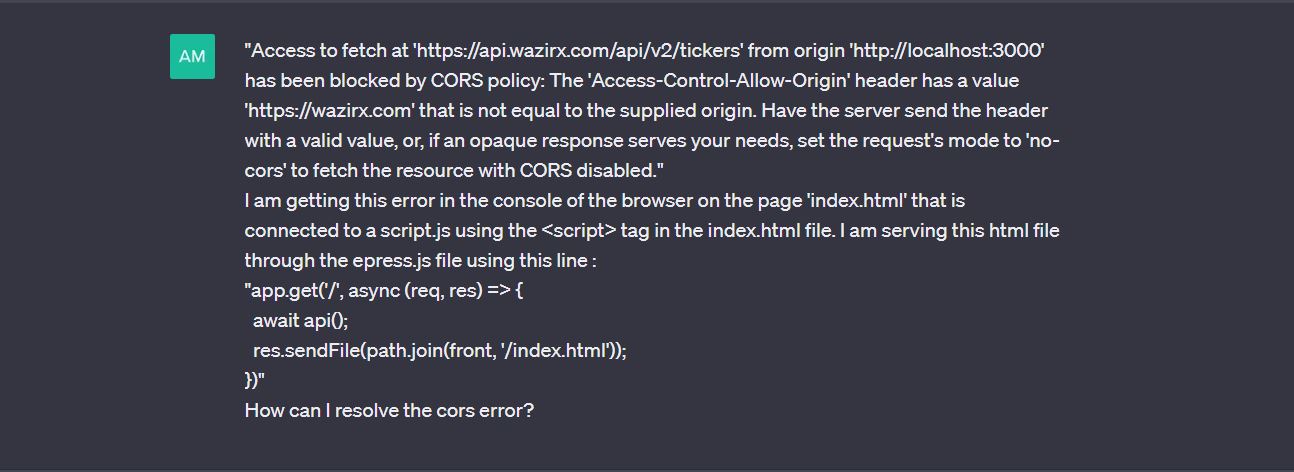 AM
"Access to fetch at 'https://api.wazirx.com/api/v2/tickers' from origin 'http://localhost:3000'
has been blocked by CORS policy: The 'Access-Control-Allow-Origin' header has a value
'https://wazirx.com' that is not equal to the supplied origin. Have the server send the header
with a valid value, or, if an opaque response serves your needs, set the request's mode to 'no-
cors' to fetch the resource with CORS disabled."
I am getting this error in the console of the browser on the page 'index.html' that is
connected to a script.js using the <script> tag in the index.html file. I am serving this html file
through the epress.js file using this line :
"app.get('/', async (req, res) => {
  await api();
  res.sendFile(path.join(front, '/index.html'));
})"
How can I resolve the cors error?